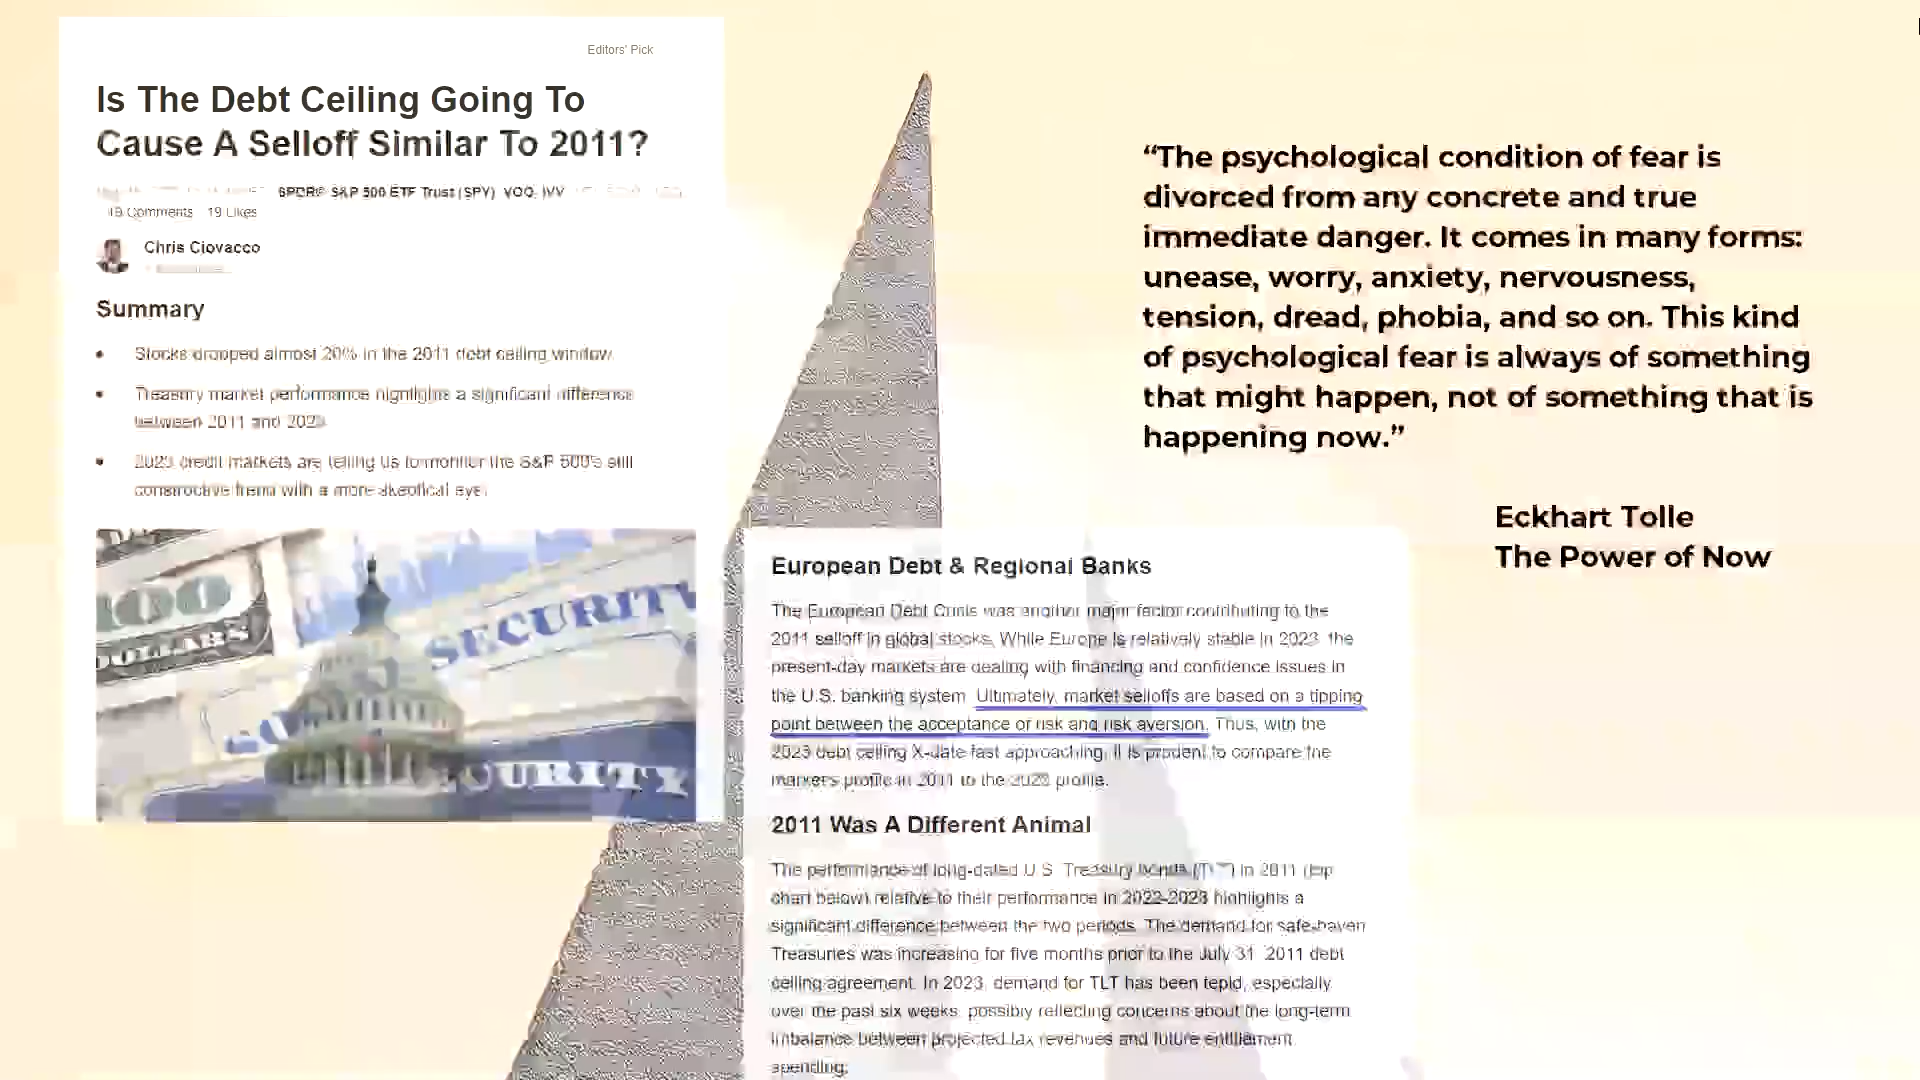 Editors' Pick
Is The Debt Ceiling Going To
Cause A Selloff Similar To 2011?
SPDR® S&P 500 ETF Trust (SPY), VOO, IVV
19 Comments 19 Likes
Chris Ciovacco
Summary
Stocks dropped almost 20% in the 2011 debt ceiling window.
Treasury market performance highlights a significant difference
between 2011 and 2023.
2023 credit markets are telling us to monitor the S&P 500's still
constructive trend with a more skeptical eye.
100
DOLLARS
SECURITY
SECURITY
“The psychological condition of fear is
divorced from any concrete and true
immediate danger. It comes in many forms:
unease, worry, anxiety, nervousness,
tension, dread, phobia, and so on. This kind
of psychological fear is always of something
that might happen, not of something that is
happening now.”
Eckhart Tolle
The Power of Now
European Debt & Regional Banks
The European Debt Crisis was another major factor contributing to the
2011 selloff in global stocks. While Europe is relatively stable in 2023, the
present-day markets are dealing with financing and confidence issues in
the U.S. banking system. Ultimately, market selloffs are based on a tipping
point between the acceptance of risk and risk aversion. Thus, with the
2023 debt ceiling X-date fast approaching, it is prudent to compare the
market's profile in 2011 to the 2023 profile.
2011 Was A Different Animal
The performance of long-dated U.S. Treasury bonds (TLT) in 2011 (top
chart below) relative to their performance in 2022-2023 highlights a
significant difference between the two periods. The demand for safe-haven
Treasuries was increasing for five months prior to the July 31, 2011 debt
ceiling agreement. In 2023, demand for TLT has been tepid, especially
over the past six weeks, possibly reflecting concerns about the long-term
imbalance between projected tax revenues and future entitlement
spending.